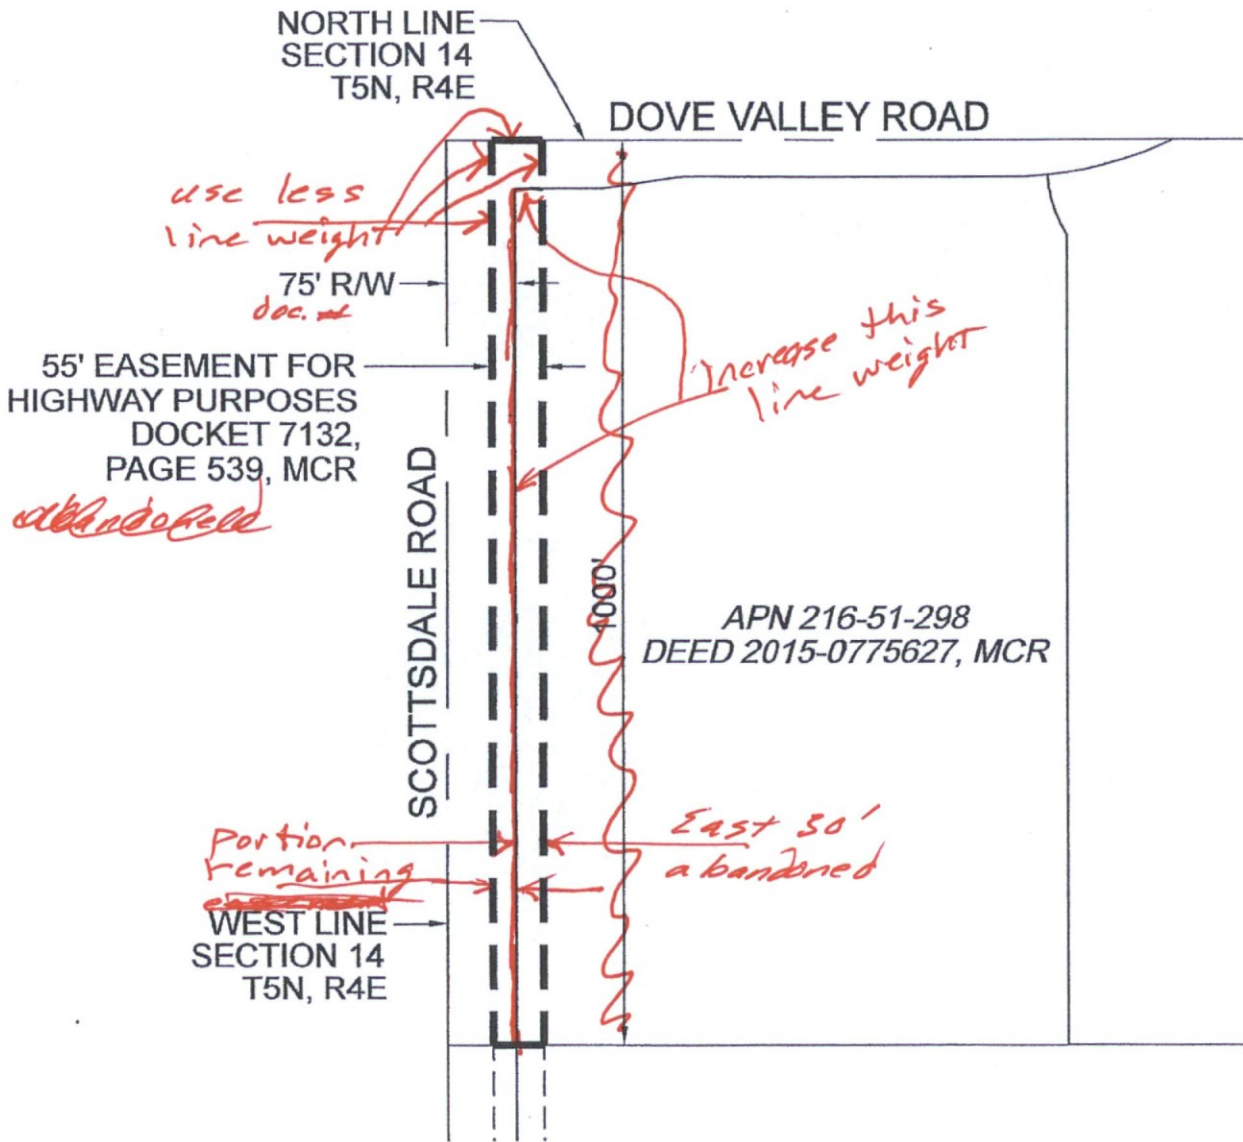 NORTH LINE
SECTION 14
T5N, R4E
DOVE VALLEY ROAD
use less
line weight
75' R/W
doc. #
increase this
line weight
55' EASEMENT FOR
HIGHWAY PURPOSES
DOCKET 7132,
PAGE 539, MCR
abandoned
SCOTTSDALE ROAD
1000'
APN 216-51-298
DEED 2015-0775627, MCR
Portion
remaining
East 30'
abandoned
WEST LINE
SECTION 14
T5N, R4E